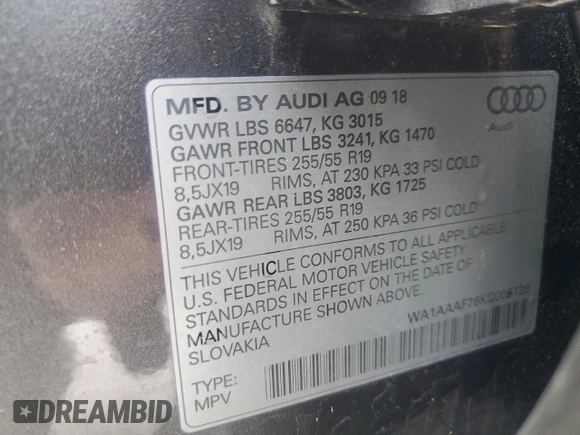 MFD. BY AUDI AG 09 18
GVWR LBS 6647, KG 3015
GAWR FRONT LBS 3241, KG 1470
FRONT-TIRES 255/55 R19
8,5JX19 RIMS, AT 230 KPA 33 PSI COLD
GAWR REAR LBS 3803, KG 1725
REAR-TIRES 255/55 R19
8,5JX19 RIMS, AT 250 KPA 36 PSI COLD
Audi
THIS VEHICLE CONFORMS TO ALL APPLICABLE
U.S. FEDERAL MOTOR VEHICLE SAFETY
STANDARDS IN EFFECT ON THE DATE OF
MANUFACTURE SHOWN ABOVE.
SLOVAKIA
TYPE:
MPV
DREAMBID